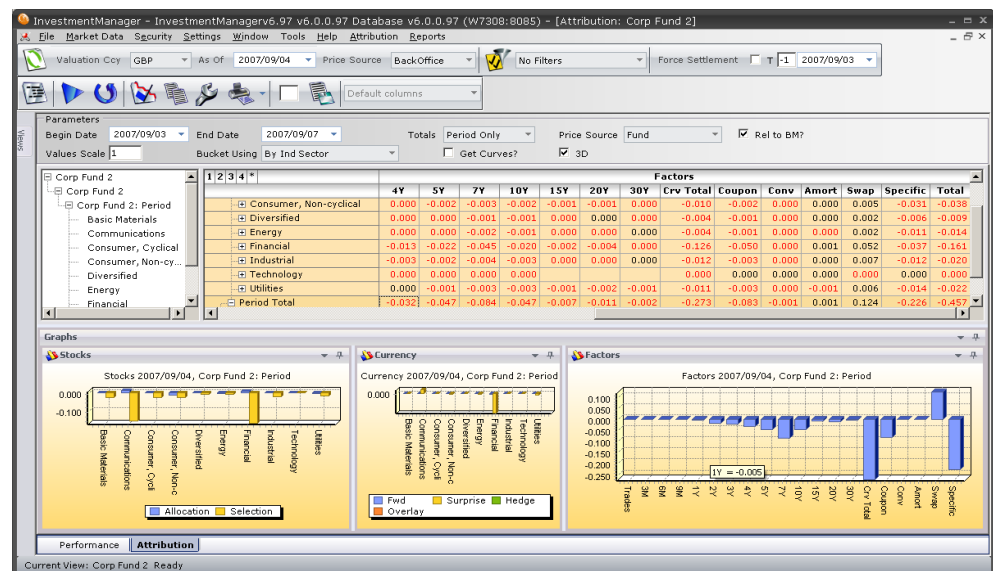 InvestmentManager - InvestmentManagerv6.97 v6.0.0.97 Database v6.0.0.97 (W7308:8085) - [Attribution: Corp Fund 2]
File Market Data Security Settings Window Tools Help Attribution Reports
Valuation Ccy GBP As Of 2007/09/04 Price Source BackOffice No Filters Force Settlement T -1 2007/09/03
Default columns
Views
Parameters
Begin Date 2007/09/03 End Date 2007/09/07 Totals Period Only Price Source Fund Rel to BM?
Values Scale 1 Bucket Using By Ind Sector Get Curves? 3D
Corp Fund 2
Corp Fund 2
Corp Fund 2: Period
Basic Materials
Communications
Consumer, Cyclical
Consumer, Non-cy...
Diversified
Energy
Financial
1 2 3 4 * Factors
4Y 5Y 7Y 10Y 15Y 20Y 30Y Crv Total Coupon Conv Amort Swap Specific Total
Consumer, Non-cyclical 0.000 -0.002 -0.003 -0.002 -0.001 -0.001 0.000 -0.010 -0.002 0.000 0.000 0.005 -0.031 -0.038
Diversified 0.000 0.000 -0.001 -0.001 0.000 0.000 0.000 -0.004 -0.001 0.000 0.000 0.002 -0.006 -0.009
Energy 0.000 0.000 -0.002 -0.001 0.000 0.000 0.000 -0.004 -0.001 0.000 0.000 0.002 -0.011 -0.014
Financial -0.013 -0.022 -0.045 -0.020 -0.002 -0.004 0.000 -0.126 -0.050 0.000 0.001 0.052 -0.037 -0.161
Industrial -0.003 -0.002 -0.004 -0.003 0.000 0.000 0.000 -0.012 -0.003 0.000 0.000 0.007 -0.012 -0.020
Technology 0.000 0.000 0.000 0.000 0.000 0.000 0.000 0.000 0.000 0.000 0.000
Utilities 0.000 -0.001 -0.003 -0.003 -0.001 -0.002 -0.001 -0.011 -0.003 0.000 -0.001 0.006 -0.014 -0.022
Period Total -0.032 -0.047 -0.084 -0.047 -0.007 -0.011 -0.002 -0.273 -0.083 -0.001 0.001 0.124 -0.226 -0.457
Graphs
Stocks
Stocks 2007/09/04, Corp Fund 2: Period
0.000
-0.100
Basic Materials
Communications
Consumer, Cycli
Consumer, Non-c
Diversified
Energy
Financial
Industrial
Technology
Utilities
Allocation Selection
Currency
Currency 2007/09/04, Corp Fund 2: Period
0.000
Basic Materials
Communications
Consumer, Cycli
Consumer, Non-c
Diversified
Energy
Financial
Industrial
Technology
Utilities
Fwd Surprise Hedge
Overlay
Factors
Factors 2007/09/04, Corp Fund 2: Period
0.100
0.050
0.000
-0.050
-0.100
-0.150
-0.200
-0.250
1Y = -0.005
Trades
3M
6M
9M
1Y
2Y
3Y
4Y
5Y
7Y
10Y
15Y
20Y
30Y
Crv Total
Coupon
Conv
Amort
Swap
Specific
Performance Attribution
Current View: Corp Fund 2 Ready